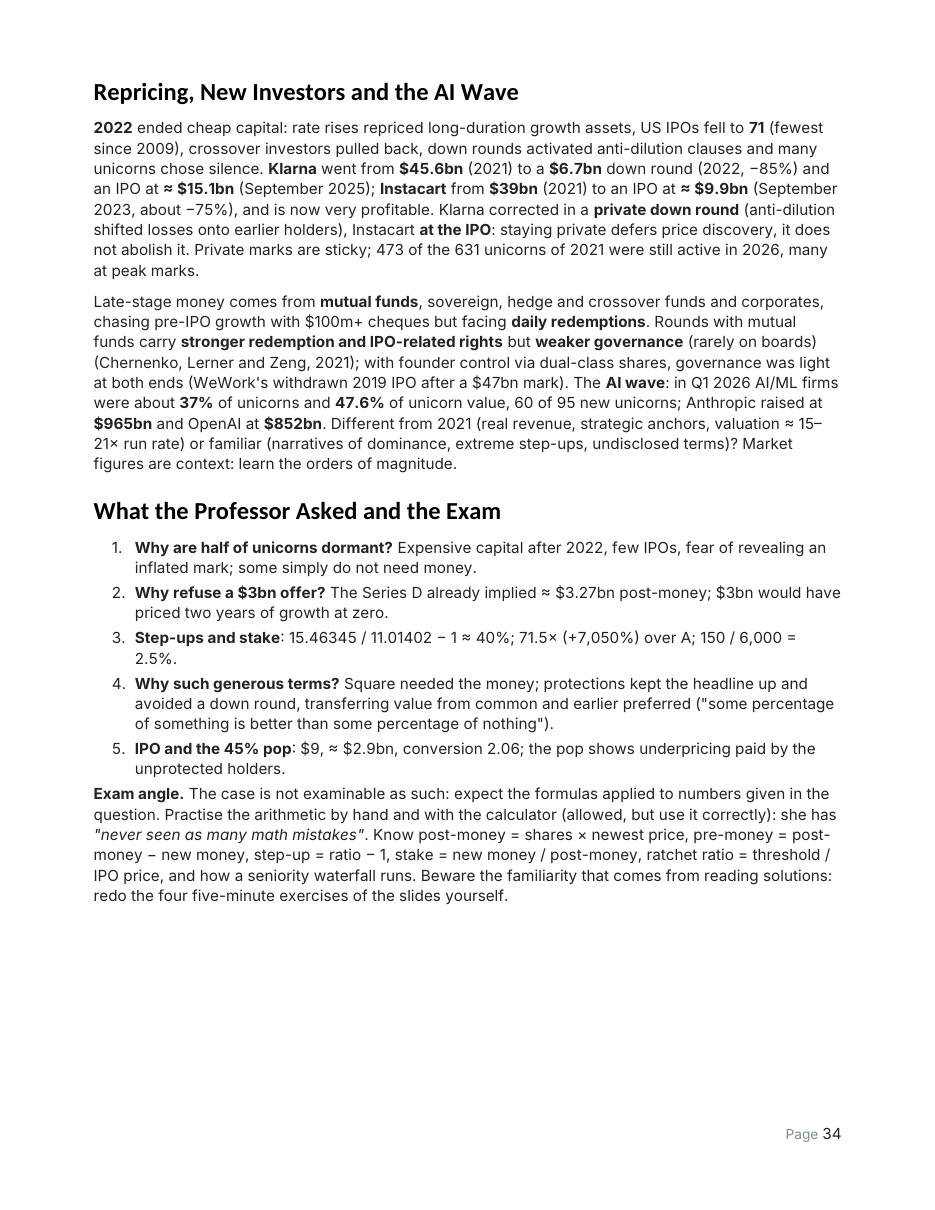 Repricing, New Investors and the AI Wave
2022 ended cheap capital: rate rises repriced long-duration growth assets, US IPOs fell to 71 (fewest
since 2009), crossover investors pulled back, down rounds activated anti-dilution clauses and many
unicorns chose silence. Klarna went from $45.6bn (2021) to a $6.7bn down round (2022, −85%) and
an IPO at ≈ $15.1bn (September 2025); Instacart from $39bn (2021) to an IPO at ≈ $9.9bn (September
2023, about −75%), and is now very profitable. Klarna corrected in a private down round (anti-dilution
shifted losses onto earlier holders), Instacart at the IPO: staying private defers price discovery, it does
not abolish it. Private marks are sticky; 473 of the 631 unicorns of 2021 were still active in 2026, many
at peak marks.
Late-stage money comes from mutual funds, sovereign, hedge and crossover funds and corporates,
chasing pre-IPO growth with $100m+ cheques but facing daily redemptions. Rounds with mutual
funds carry stronger redemption and IPO-related rights but weaker governance (rarely on boards)
(Chernenko, Lerner and Zeng, 2021); with founder control via dual-class shares, governance was light
at both ends (WeWork's withdrawn 2019 IPO after a $47bn mark). The AI wave: in Q1 2026 AI/ML firms
were about 37% of unicorns and 47.6% of unicorn value, 60 of 95 new unicorns; Anthropic raised at
$965bn and OpenAI at $852bn. Different from 2021 (real revenue, strategic anchors, valuation ≈ 15–
21× run rate) or familiar (narratives of dominance, extreme step-ups, undisclosed terms)? Market
figures are context: learn the orders of magnitude.
What the Professor Asked and the Exam
1. Why are half of unicorns dormant? Expensive capital after 2022, few IPOs, fear of revealing an
inflated mark; some simply do not need money.
2. Why refuse a $3bn offer? The Series D already implied ≈ $3.27bn post-money; $3bn would have
priced two years of growth at zero.
3. Step-ups and stake: 15.46345 / 11.01402 − 1 ≈ 40%; 71.5× (+7,050%) over A; 150 / 6,000 =
2.5%.
4. Why such generous terms? Square needed the money; protections kept the headline up and
avoided a down round, transferring value from common and earlier preferred ("some percentage
of something is better than some percentage of nothing").
5. IPO and the 45% pop: $9, ≈ $2.9bn, conversion 2.06; the pop shows underpricing paid by the
unprotected holders.
Exam angle. The case is not examinable as such: expect the formulas applied to numbers given in the
question. Practise the arithmetic by hand and with the calculator (allowed, but use it correctly): she has
"never seen as many math mistakes". Know post-money = shares × newest price, pre-money = post-
money − new money, step-up = ratio − 1, stake = new money / post-money, ratchet ratio = threshold /
IPO price, and how a seniority waterfall runs. Beware the familiarity that comes from reading solutions:
redo the four five-minute exercises of the slides yourself.
Page 34